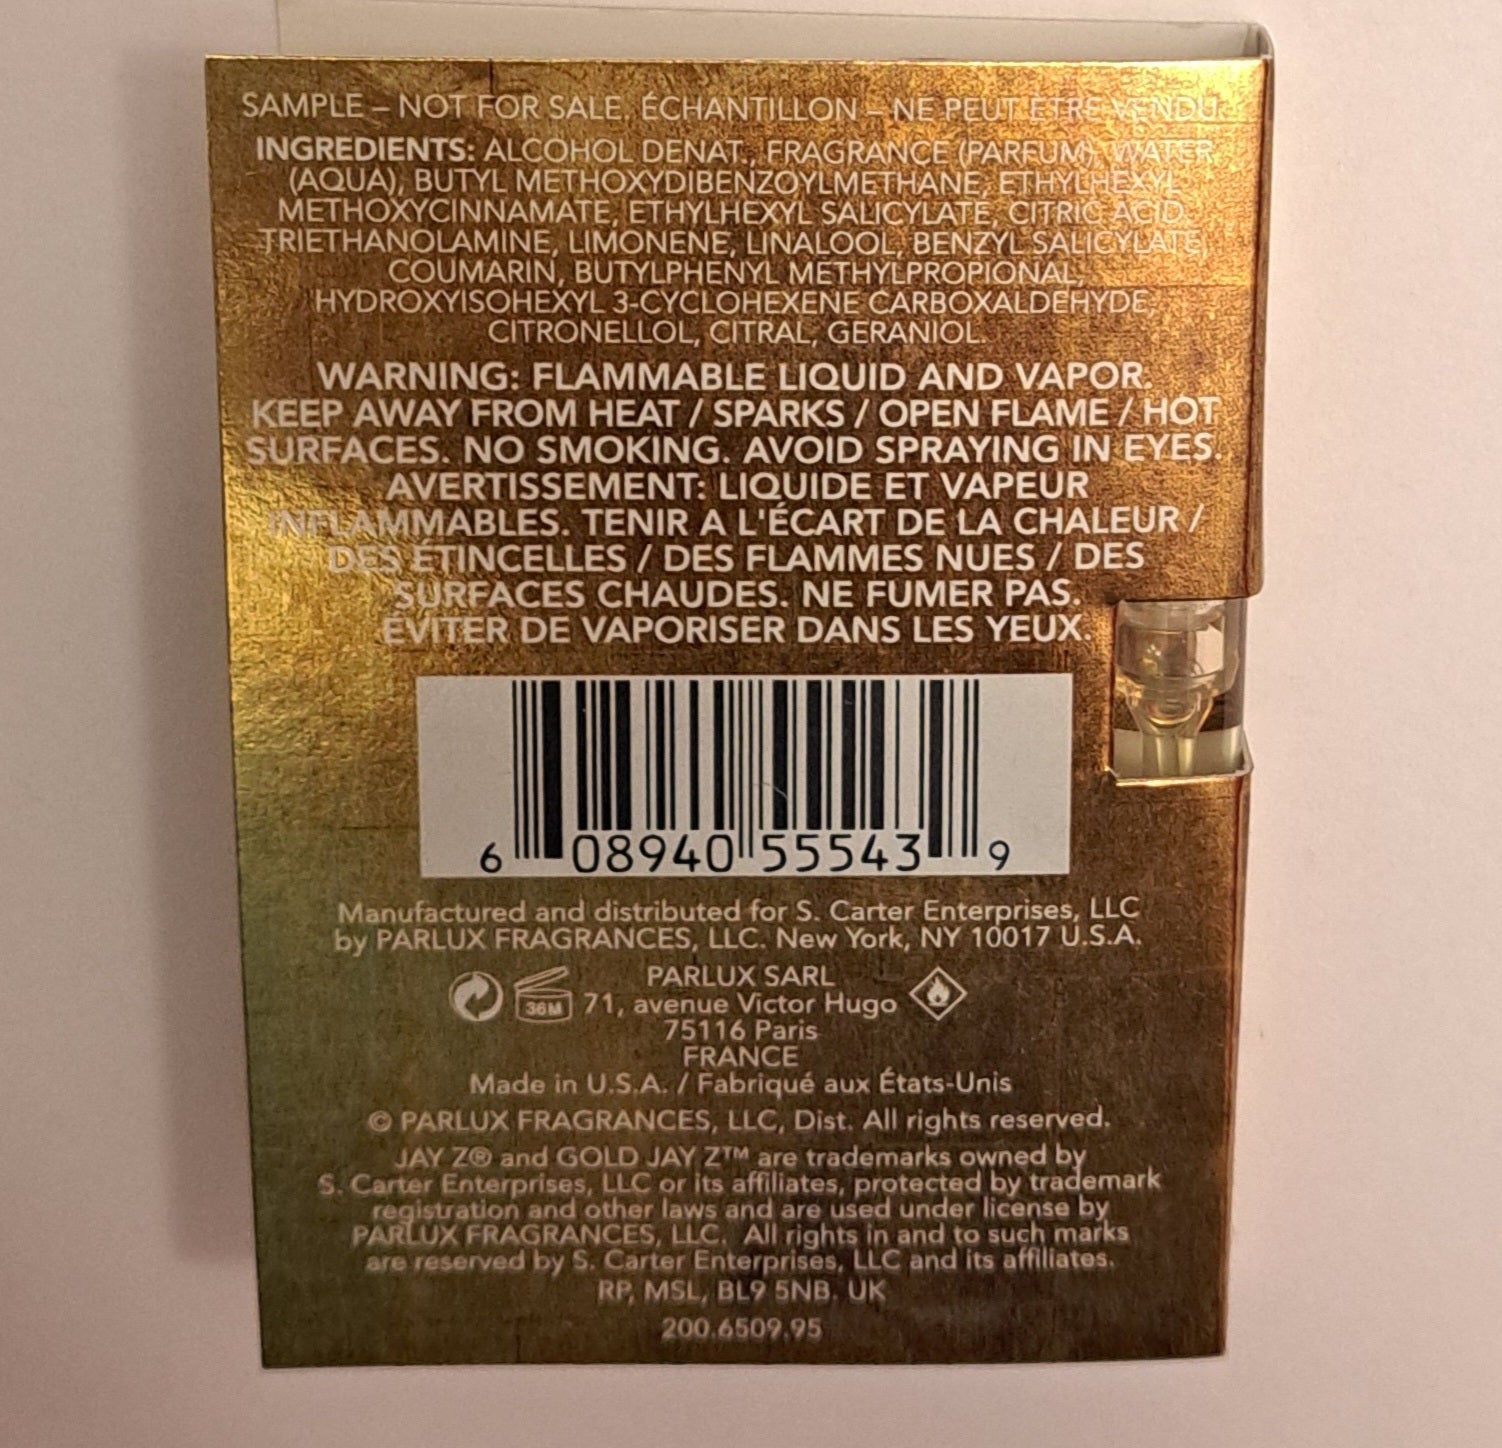 SAMPLE – NOT FOR SALE. ÉCHANTILLON – NE PEUT ÊTRE VENDU.
INGREDIENTS: ALCOHOL DENAT., FRAGRANCE (PARFUM), WATER
(AQUA), BUTYL METHOXYDIBENZOYLMETHANE, ETHYLHEXYL
METHOXYCINNAMATE, ETHYLHEXYL SALICYLATE, CITRIC ACID,
TRIETHANOLAMINE, LIMONENE, LINALOOL, BENZYL SALICYLATE,
COUMARIN, BUTYLPHENYL METHYLPROPIONAL,
HYDROXYISOHEXYL 3-CYCLOHEXENE CARBOXALDEHYDE,
CITRONELLOL, CITRAL, GERANIOL.
WARNING: FLAMMABLE LIQUID AND VAPOR.
KEEP AWAY FROM HEAT / SPARKS / OPEN FLAME / HOT
SURFACES. NO SMOKING. AVOID SPRAYING IN EYES.
AVERTISSEMENT: LIQUIDE ET VAPEUR
INFLAMMABLES. TENIR A L'ÉCART DE LA CHALEUR /
DES ÉTINCELLES / DES FLAMMES NUES / DES
SURFACES CHAUDES. NE FUMER PAS.
ÉVITER DE VAPORISER DANS LES YEUX.
6 08940 55543 9
Manufactured and distributed for S. Carter Enterprises, LLC
by PARLUX FRAGRANCES, LLC. New York, NY 10017 U.S.A.
PARLUX SARL
36M 71, avenue Victor Hugo
75116 Paris
FRANCE
Made in U.S.A. / Fabriqué aux États-Unis
© PARLUX FRAGRANCES, LLC, Dist. All rights reserved.
JAY Z® and GOLD JAY Z™ are trademarks owned by
S. Carter Enterprises, LLC or its affiliates, protected by trademark
registration and other laws and are used under license by
PARLUX FRAGRANCES, LLC. All rights in and to such marks
are reserved by S. Carter Enterprises, LLC and its affiliates.
RP, MSL, BL9 5NB. UK
200.6509.95